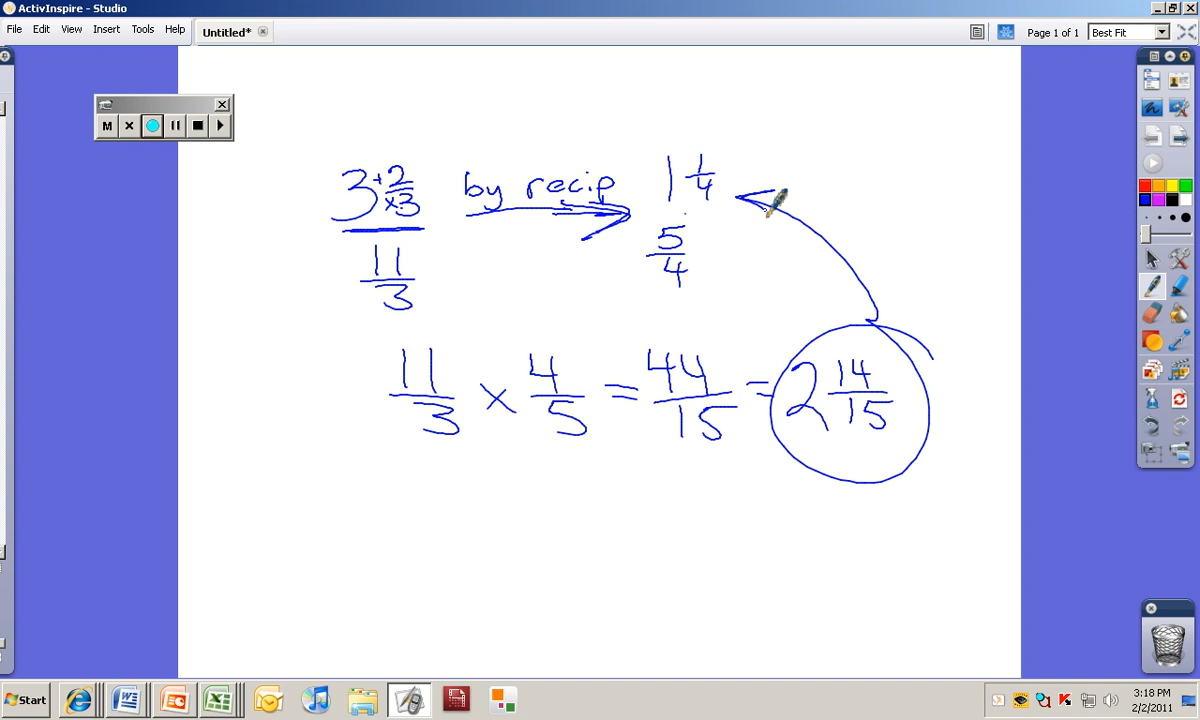 ActivInspire - Studio
File Edit View Insert Tools Help Untitled* Page 1 of 1 Best Fit
M
3 +2/×3 by recip 1 1/4
11/3 5/4
11/3 × 4/5 = 44/15 = 2 14/15
Start 3:18 PM
2/2/2011